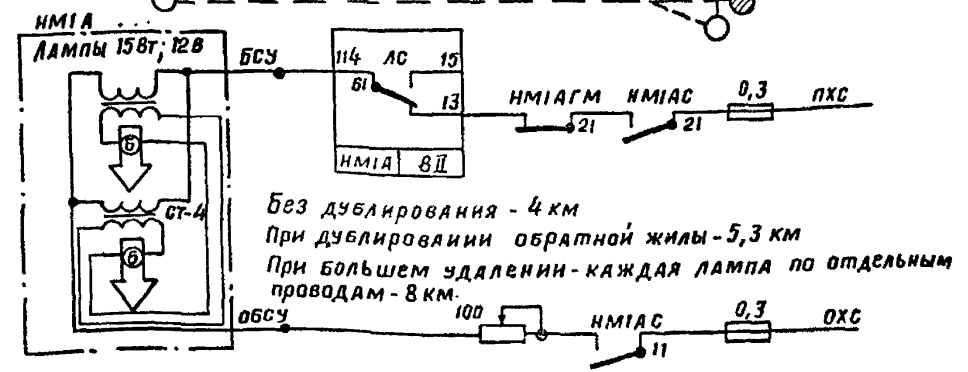 НМ1А ...
Лампы 15Вт; 12В
БСУ
114 ЛС 15
61
13
НМ1А 8II
НМ1АГМ
21
НМ1АС
21
0,3
ПХС
Б
СТ-4
Б
Без дублирования - 4 км
При дублировании обратной жилы - 5,3 км
При большем удалении - каждая лампа по отдельным
проводам - 8 км.
ОБСУ
100
НМ1АС
11
0,3
ОХС